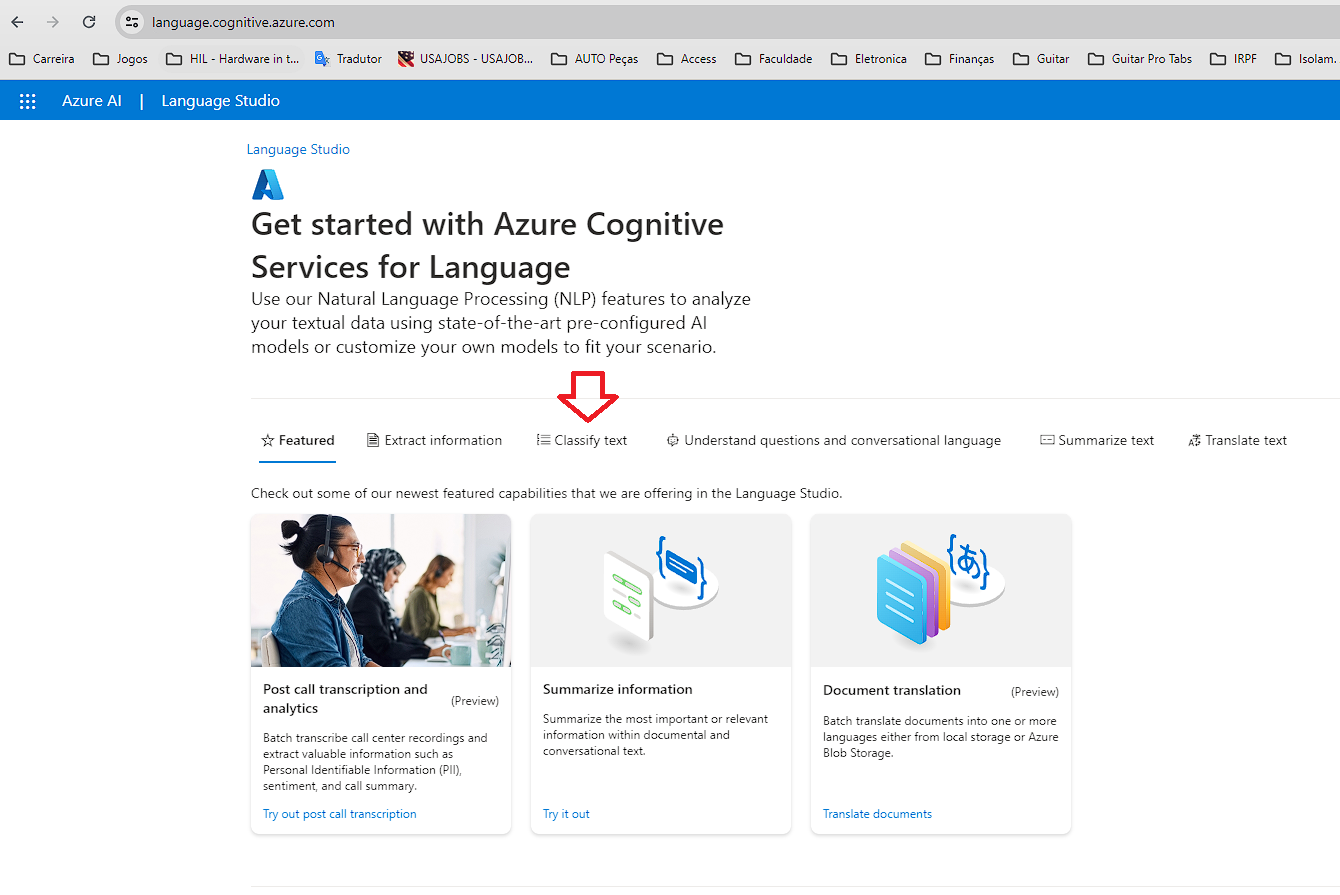 language.cognitive.azure.com
Carreira Jogos HIL - Hardware in t... Tradutor USAJOBS - USAJOB... AUTO Peças Access Faculdade Eletronica Finanças Guitar Guitar Pro Tabs IRPF Isolam.
Azure AI | Language Studio
Language Studio
Get started with Azure Cognitive
Services for Language
Use our Natural Language Processing (NLP) features to analyze
your textual data using state-of-the-art pre-configured AI
models or customize your own models to fit your scenario.
Featured Extract information Classify text Understand questions and conversational language Summarize text Translate text
Check out some of our newest featured capabilities that we are offering in the Language Studio.
Post call transcription and
analytics
(Preview)
Batch transcribe call center recordings and
extract valuable information such as
Personal Identifiable Information (PII),
sentiment, and call summary.
Try out post call transcription
Summarize information
Summarize the most important or relevant
information within documental and
conversational text.
Try it out
Document translation (Preview)
Batch translate documents into one or more
languages either from local storage or Azure
Blob Storage.
Translate documents